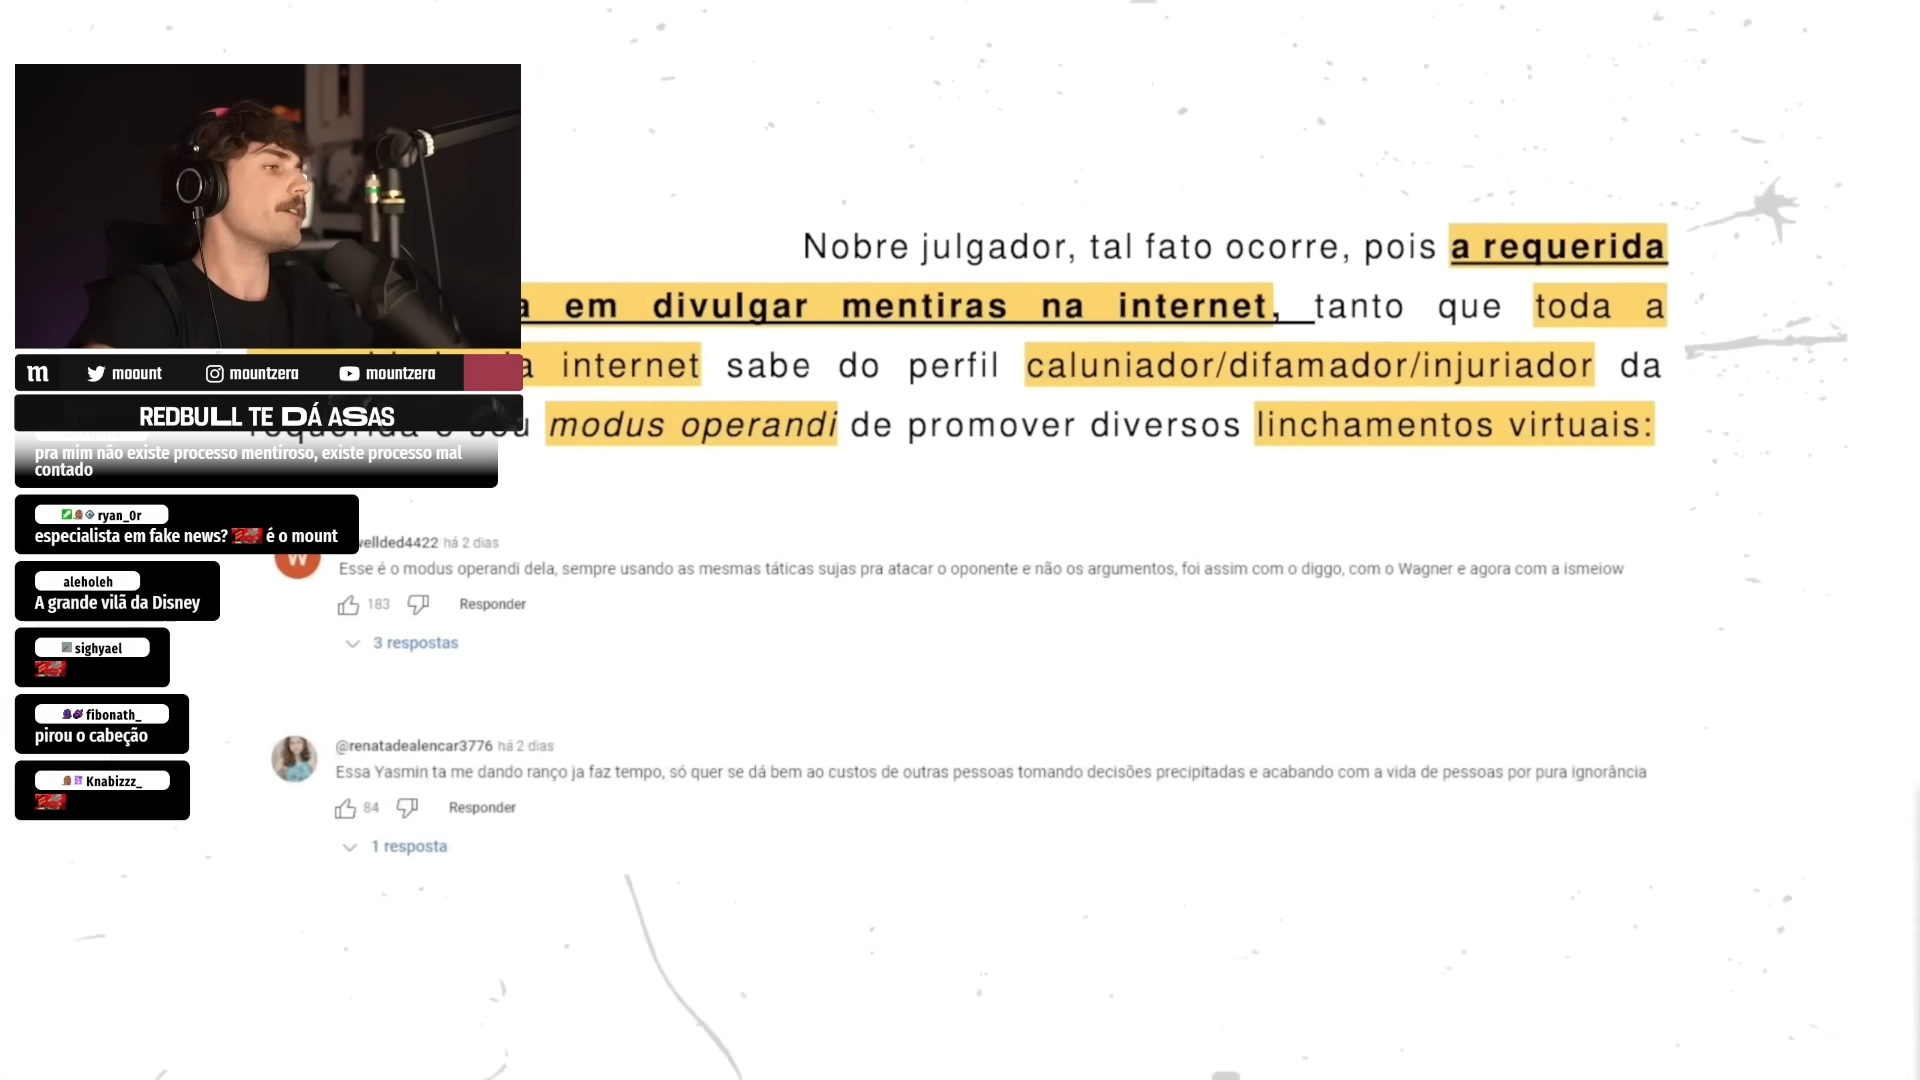 Nobre julgador, tal fato ocorre, pois a requerida
a em divulgar mentiras na internet, tanto que toda a
a internet sabe do perfil caluniador/difamador/injuriador da
modus operandi de promover diversos linchamentos virtuais:
m moount mountzera mountzera
REDBULL TE DÁ ASAS
pra mim não existe processo mentiroso, existe processo mal
contado
ryan_0r
especialista em fake news? é o mount
aleholeh
A grande vilã da Disney
sighyael
fibonath_
pirou o cabeção
Knabizzz_
wellded4422 há 2 dias
Esse é o modus operandi dela, sempre usando as mesmas táticas sujas pra atacar o oponente e não os argumentos, foi assim com o diggo, com o Wagner e agora com a ismeiow
183 Responder
3 respostas
@renatadealencar3776 há 2 dias
Essa Yasmin ta me dando ranço ja faz tempo, só quer se dá bem ao custos de outras pessoas tomando decisões precipitadas e acabando com a vida de pessoas por pura ignorância
84 Responder
1 resposta